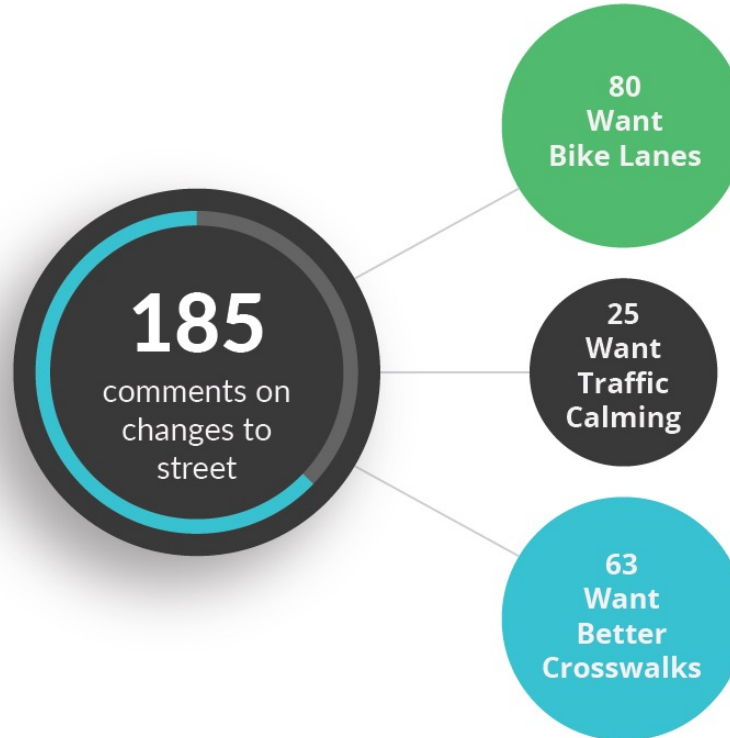 185
comments on
changes to
street
80
Want
Bike Lanes
25
Want
Traffic
Calming
63
Want
Better
Crosswalks